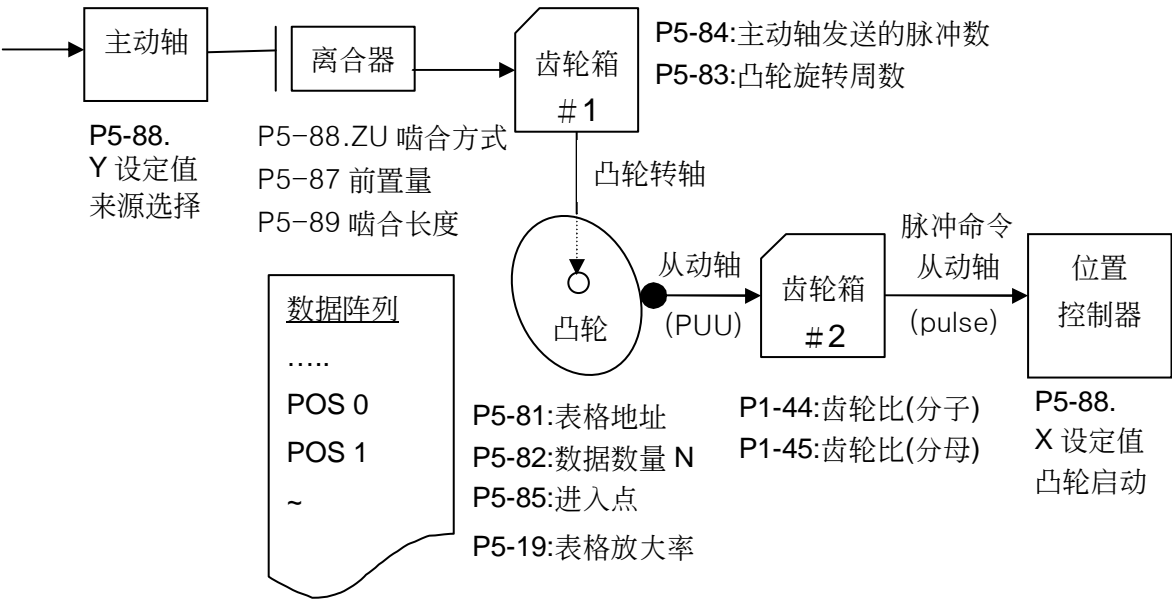 主动轴
离合器
齿轮箱
＃1
P5-84:主动轴发送的脉冲数
P5-83:凸轮旋转周数
P5-88.
Y 设定值
来源选择
P5-88.ZU 啮合方式
P5-87 前置量
P5-89 啮合长度
凸轮转轴
凸轮
从动轴
(PUU)
齿轮箱
＃2
脉冲命令
从动轴
(pulse)
位置
控制器
数据阵列
…..
POS 0
POS 1
~
P5-81:表格地址
P5-82:数据数量 N
P5-85:进入点
P5-19:表格放大率
P1-44:齿轮比(分子)
P1-45:齿轮比(分母)
P5-88.
X 设定值
凸轮启动